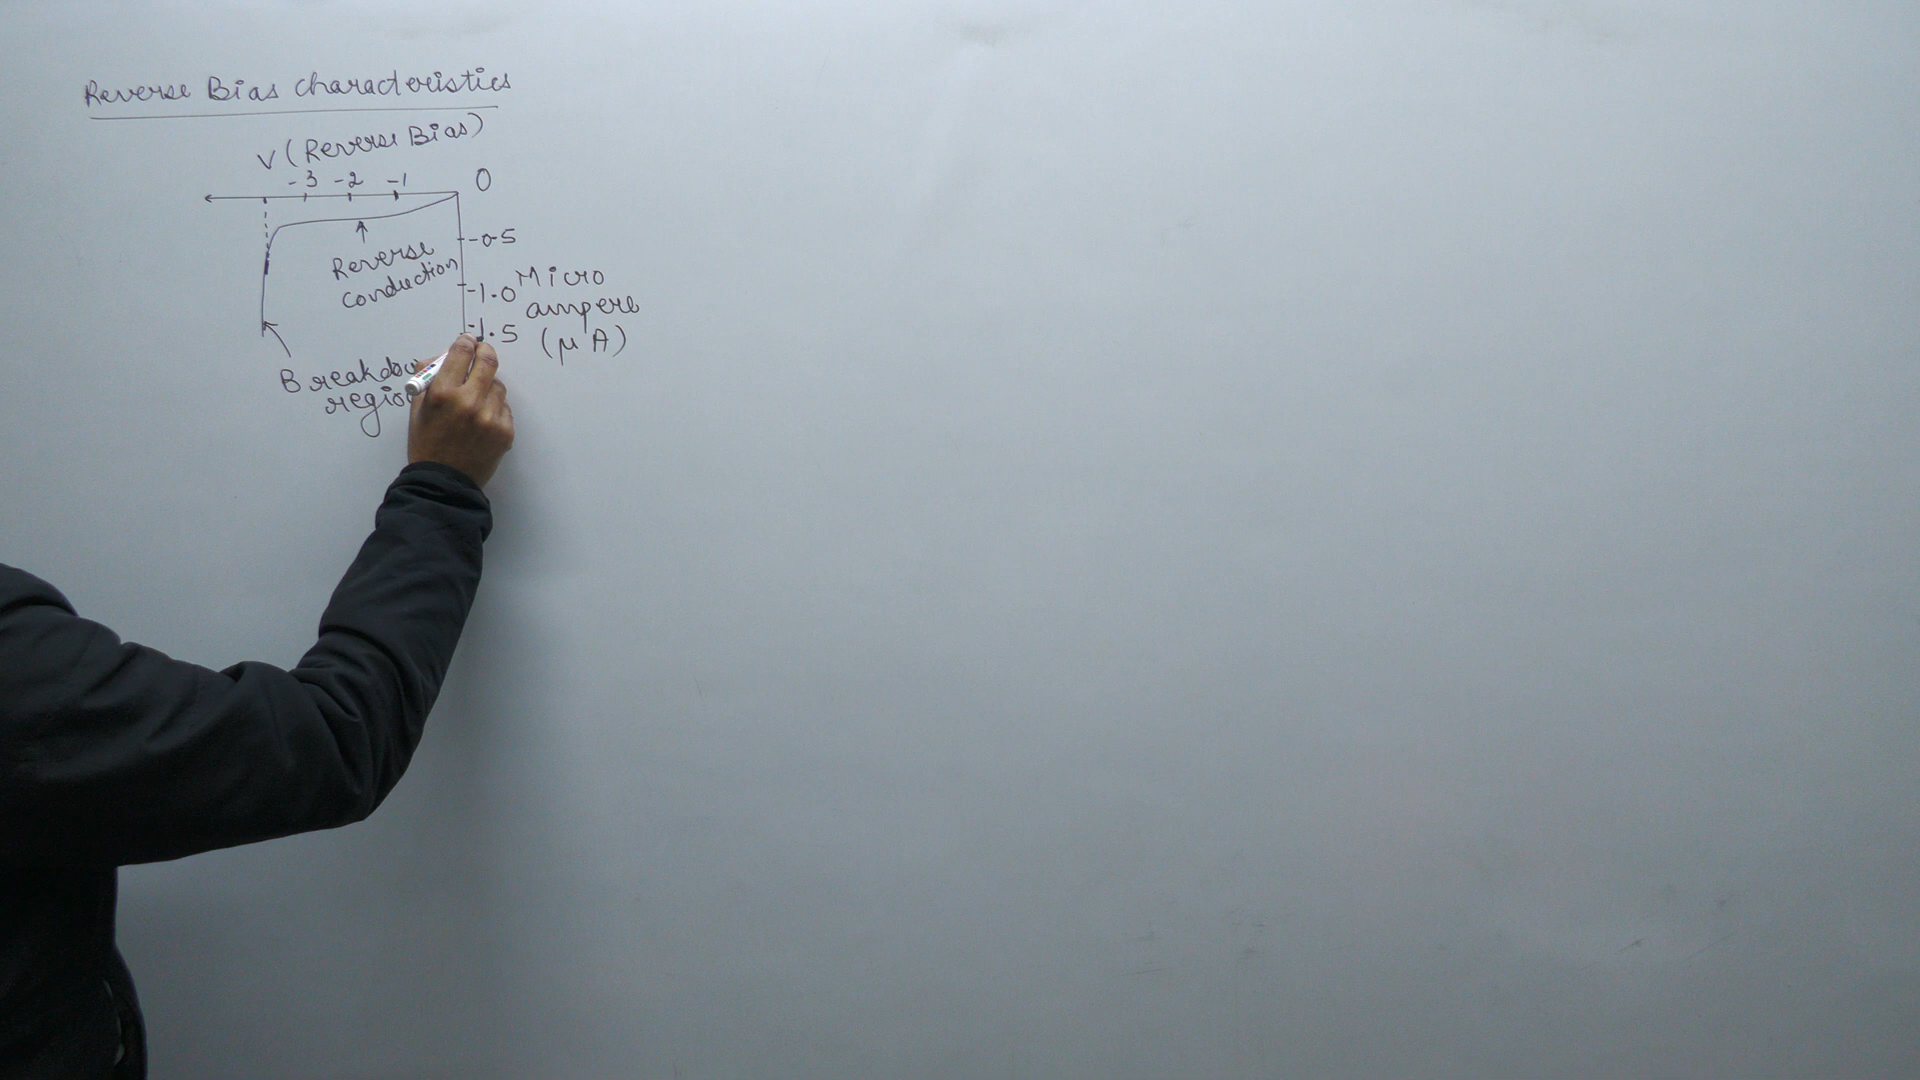 Reverse Bias characteristics
V (Reverse Bias)
-3 -2 -1 0
-0.5
Reverse
conduction
-1.0
Micro
ampere
(μA)
-1.5